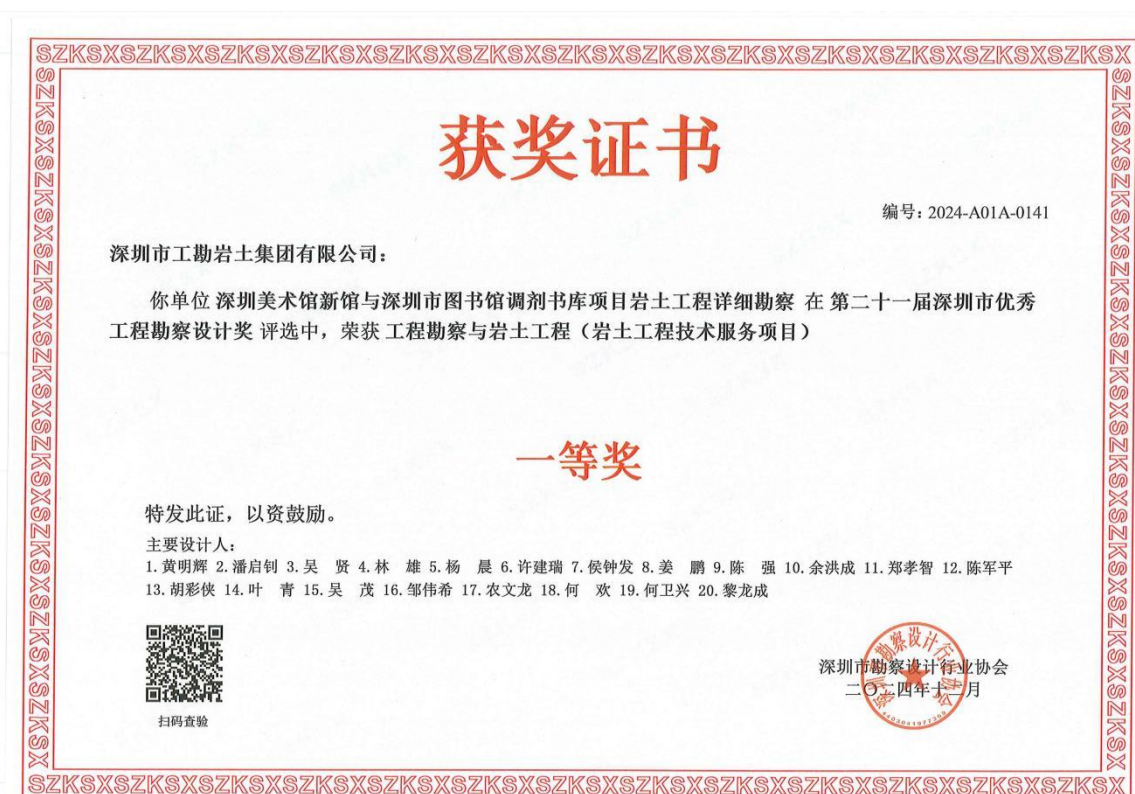 SZKSXSZKSXSZKSXSZKSXSZKSXSZKSXSZKSXSZKSXSZKSXSZKSX
获奖证书
编号：2024-A01A-0141
深圳市工勘岩土集团有限公司：
你单位 深圳美术馆新馆与深圳市图书馆调剂书库项目岩土工程详细勘察 在 第二十一届深圳市优秀
工程勘察设计奖 评选中，荣获 工程勘察与岩土工程（岩土工程技术服务项目）
一等奖
特发此证，以资鼓励。
主要设计人：
1.黄明辉 2.潘启钊 3.吴 贤 4.林 雄 5.杨 晨 6.许建瑞 7.侯钟发 8.姜 鹏 9.陈 强 10.余洪成 11.郑孝智 12.陈军平
13.胡彩侠 14.叶 青 15.吴 茂 16.邹伟希 17.农文龙 18.何 欢 19.何卫兴 20.黎龙成
扫码查验
深圳市勘察设计行业协会
二〇二四年十二月
SZKSXSZKSXSZKSXSZKSXSZKSXSZKSXSZKSXSZKSXSZKSXSZKSX